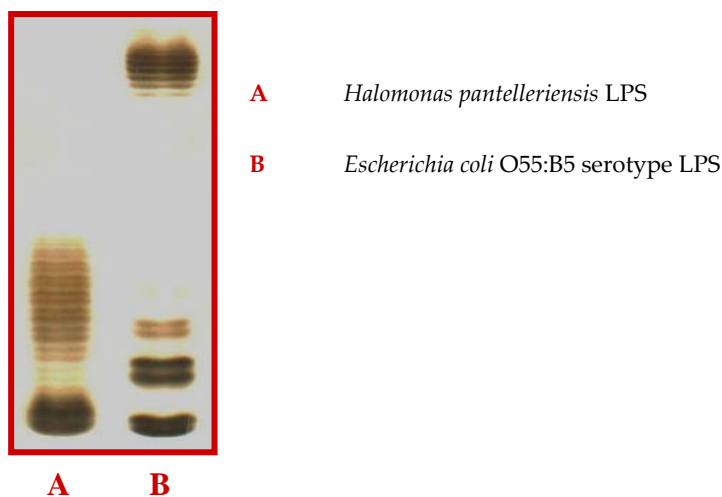 A Halomonas pantelleriensis LPS
B Escherichia coli O55:B5 serotype LPS
A B